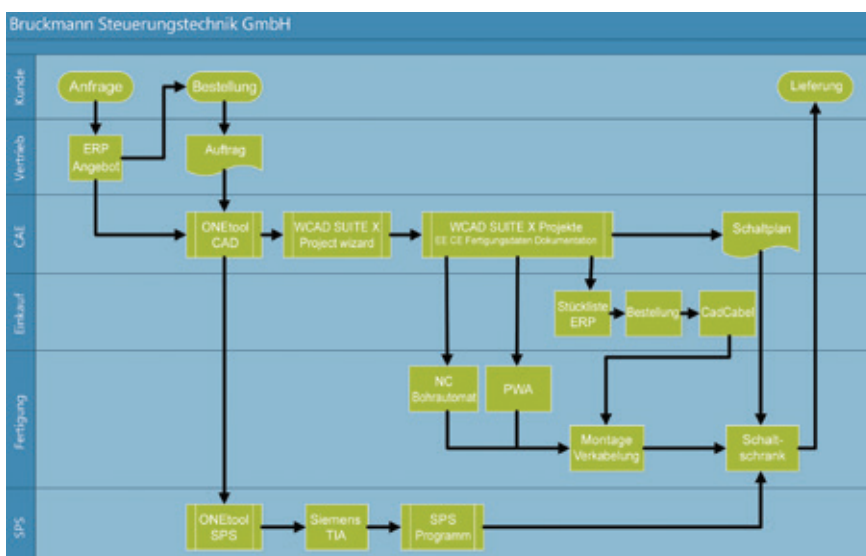 Bruckmann Steuerungstechnik GmbH
Kunde
Anfrage
Bestellung
Lieferung
Vertrieb
ERP
Angebot
Auftrag
CAE
ONEtool
CAD
WCAD SUITE X
Project wizard
WCAD SUITE X Projekte
EE CE Fertigungsdaten Dokumentation
Schaltplan
Einkauf
Stückliste
ERP
Bestellung
CadCabel
Fertigung
NC
Bohrautomat
PWA
Montage
Verkabelung
Schalt-
schrank
SPS
ONEtool
SPS
Siemens
TIA
SPS
Programm